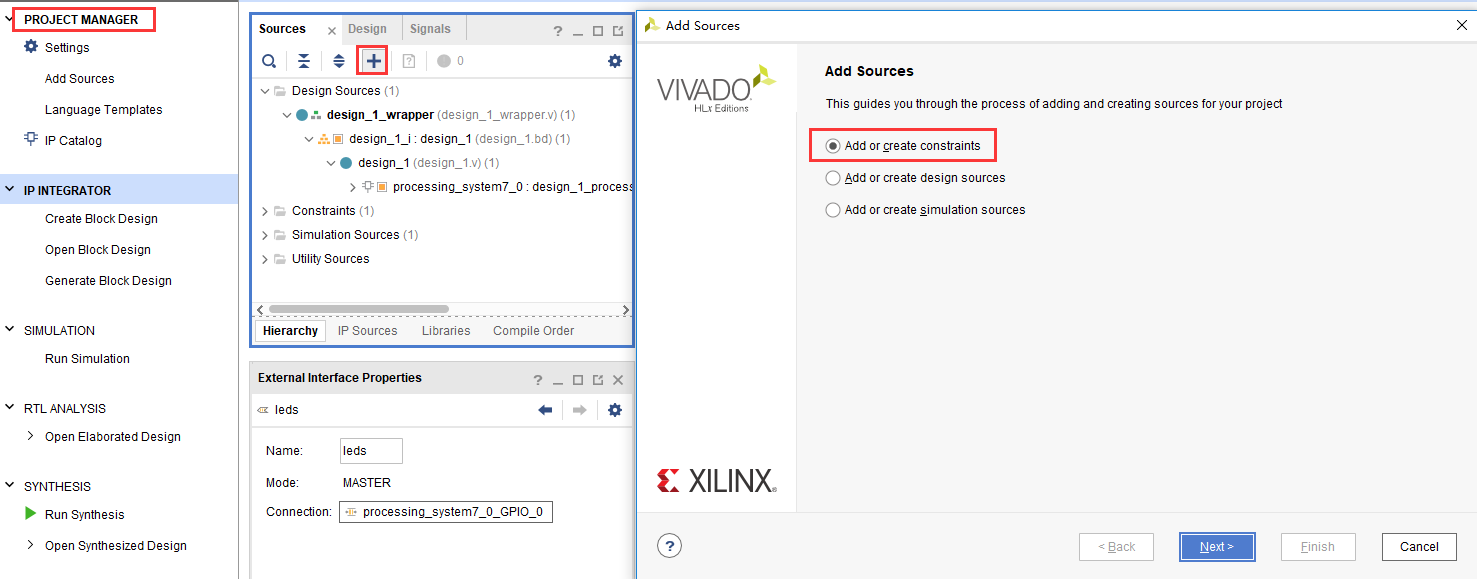 PROJECT MANAGER
Settings
Add Sources
Language Templates
IP Catalog
IP INTEGRATOR
Create Block Design
Open Block Design
Generate Block Design
SIMULATION
Run Simulation
RTL ANALYSIS
Open Elaborated Design
SYNTHESIS
Run Synthesis
Open Synthesized Design
Sources Design Signals ?
? 0
Design Sources (1)
design_1_wrapper (design_1_wrapper.v) (1)
design_1_i : design_1 (design_1.bd) (1)
design_1 (design_1.v) (1)
processing_system7_0 : design_1_process
Constraints (1)
Simulation Sources (1)
Utility Sources
Hierarchy IP Sources Libraries Compile Order
External Interface Properties ?
leds
Name: leds
Mode: MASTER
Connection: processing_system7_0_GPIO_0
Add Sources
VIVADO
HLx Editions
Add Sources
This guides you through the process of adding and creating sources for your project
Add or create constraints
Add or create design sources
Add or create simulation sources
XILINX
?
< Back Next > Finish Cancel